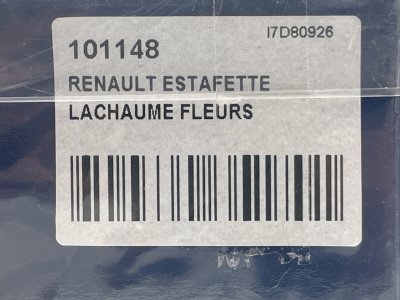 I7D80926
101148
RENAULT ESTAFETTE
LACHAUME FLEURS